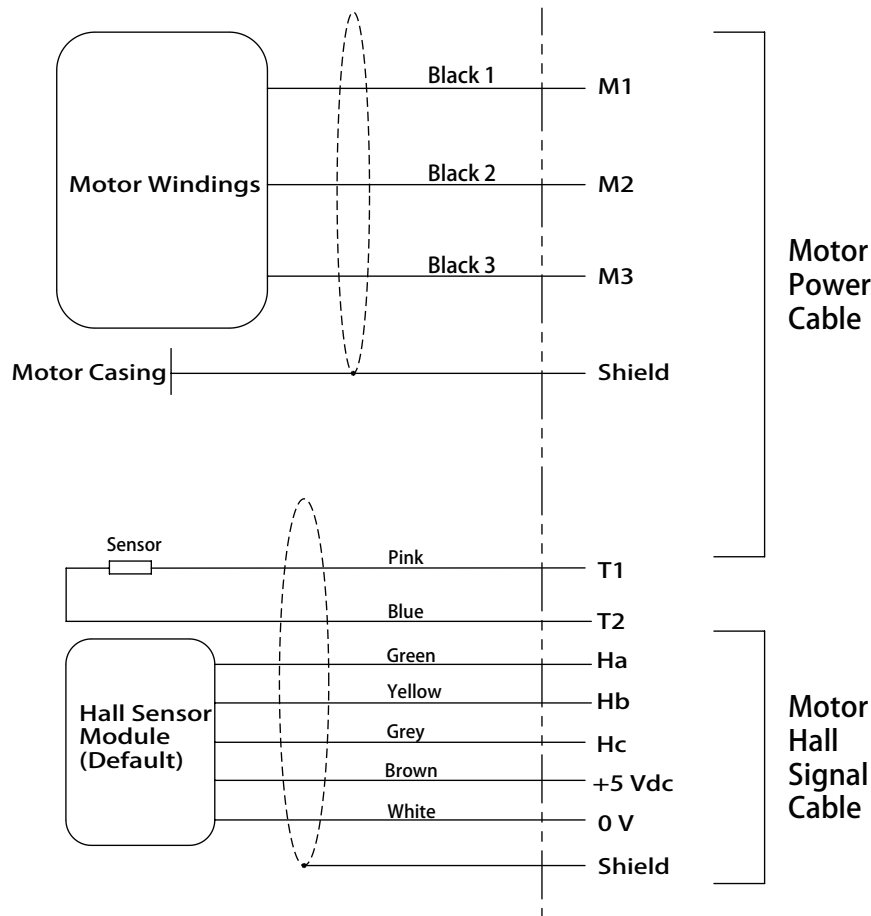 Black 1
M1
Motor Windings
Black 2
M2
Black 3
M3
Motor
Power
Cable
Motor Casing
Shield
Sensor
Pink
T1
Blue
T2
Green
Ha
Yellow
Hb
Hall Sensor
Module
(Default)
Grey
Hc
Brown
+5 Vdc
White
0 V
Shield
Motor
Hall
Signal
Cable